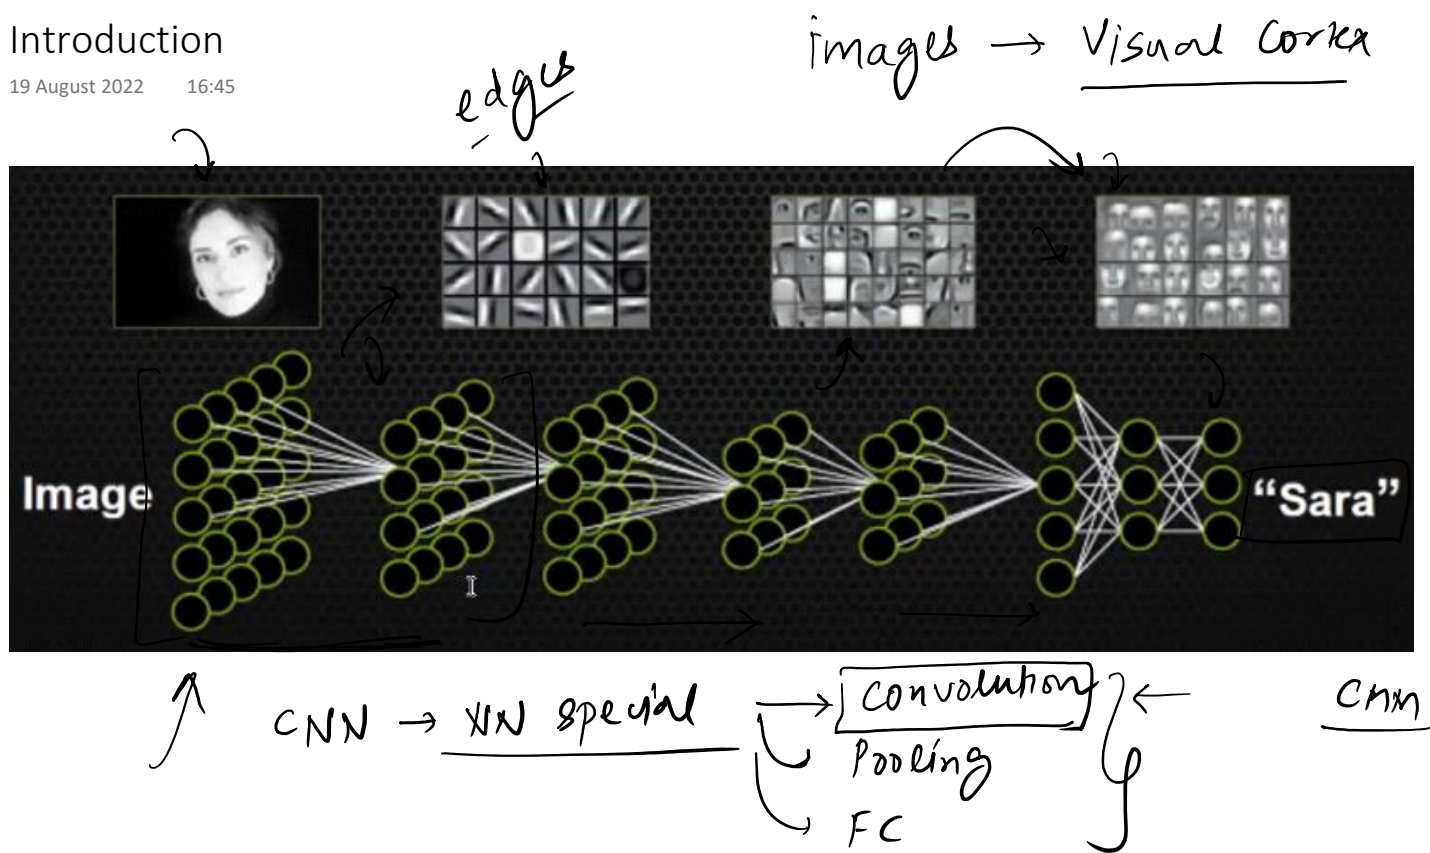 Introduction
19 August 2022 16:45
images → Visual Cortex
edges
Image
“Sara”
CNN → NN special → Convolution
Pooling
FC
CNN